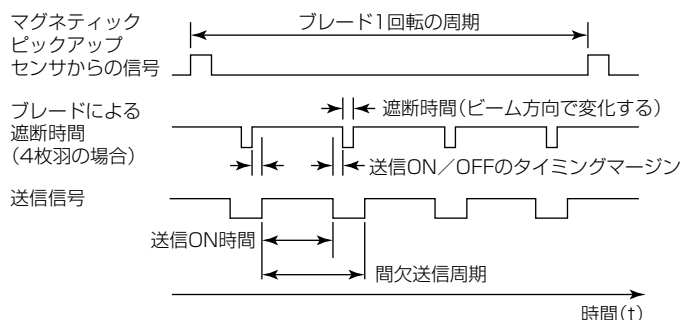 マグネティック
ピックアップ
センサからの信号
ブレード1回転の周期
ブレードによる
遮断時間
(4枚羽の場合)
遮断時間(ビーム方向で変化する)
送信ON／OFFのタイミングマージン
送信信号
送信ON時間
間欠送信周期
時間(t)